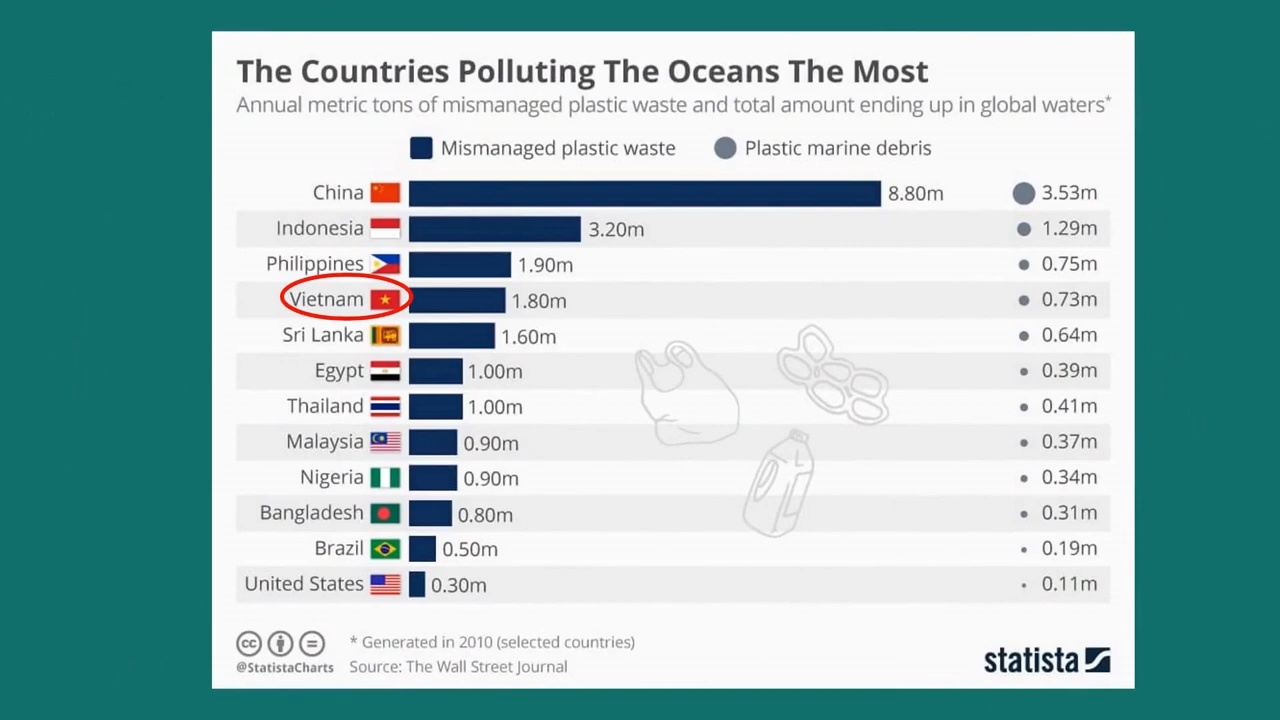 The Countries Polluting The Oceans The Most
Annual metric tons of mismanaged plastic waste and total amount ending up in global waters*
Mismanaged plastic waste Plastic marine debris
China 8.80m 3.53m
Indonesia 3.20m 1.29m
Philippines 1.90m 0.75m
Vietnam 1.80m 0.73m
Sri Lanka 1.60m 0.64m
Egypt 1.00m 0.39m
Thailand 1.00m 0.41m
Malaysia 0.90m 0.37m
Nigeria 0.90m 0.34m
Bangladesh 0.80m 0.31m
Brazil 0.50m 0.19m
United States 0.30m 0.11m
cc = * Generated in 2010 (selected countries)
@StatistaCharts Source: The Wall Street Journal
statista